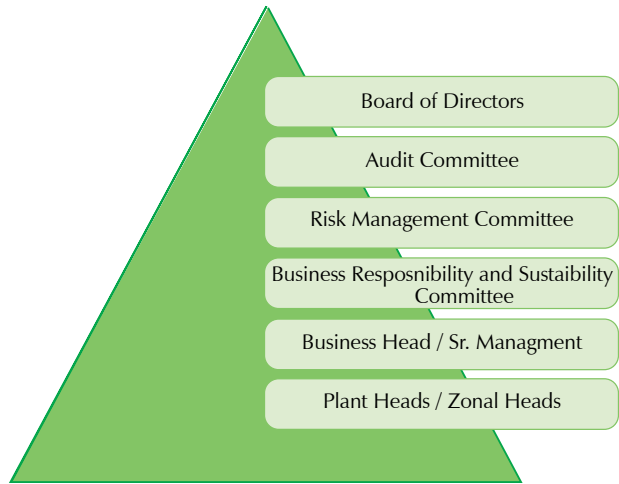 Board of Directors
Audit Committee
Risk Management Committee
Business Resposnibility and Sustaibility
Committee
Business Head / Sr. Managment
Plant Heads / Zonal Heads